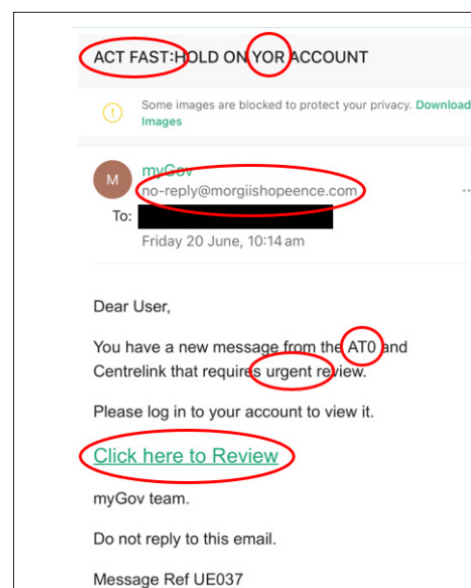 ACT FAST:HOLD ON YOR ACCOUNT
Some images are blocked to protect your privacy. Download
Images
M
myGov
no-reply@morgiishopeence.com
To:
Friday 20 June, 10:14 am
Dear User,
You have a new message from the AT0 and
Centrelink that requires urgent review.
Please log in to your account to view it.
Click here to Review
myGov team.
Do not reply to this email.
Message Ref UE037